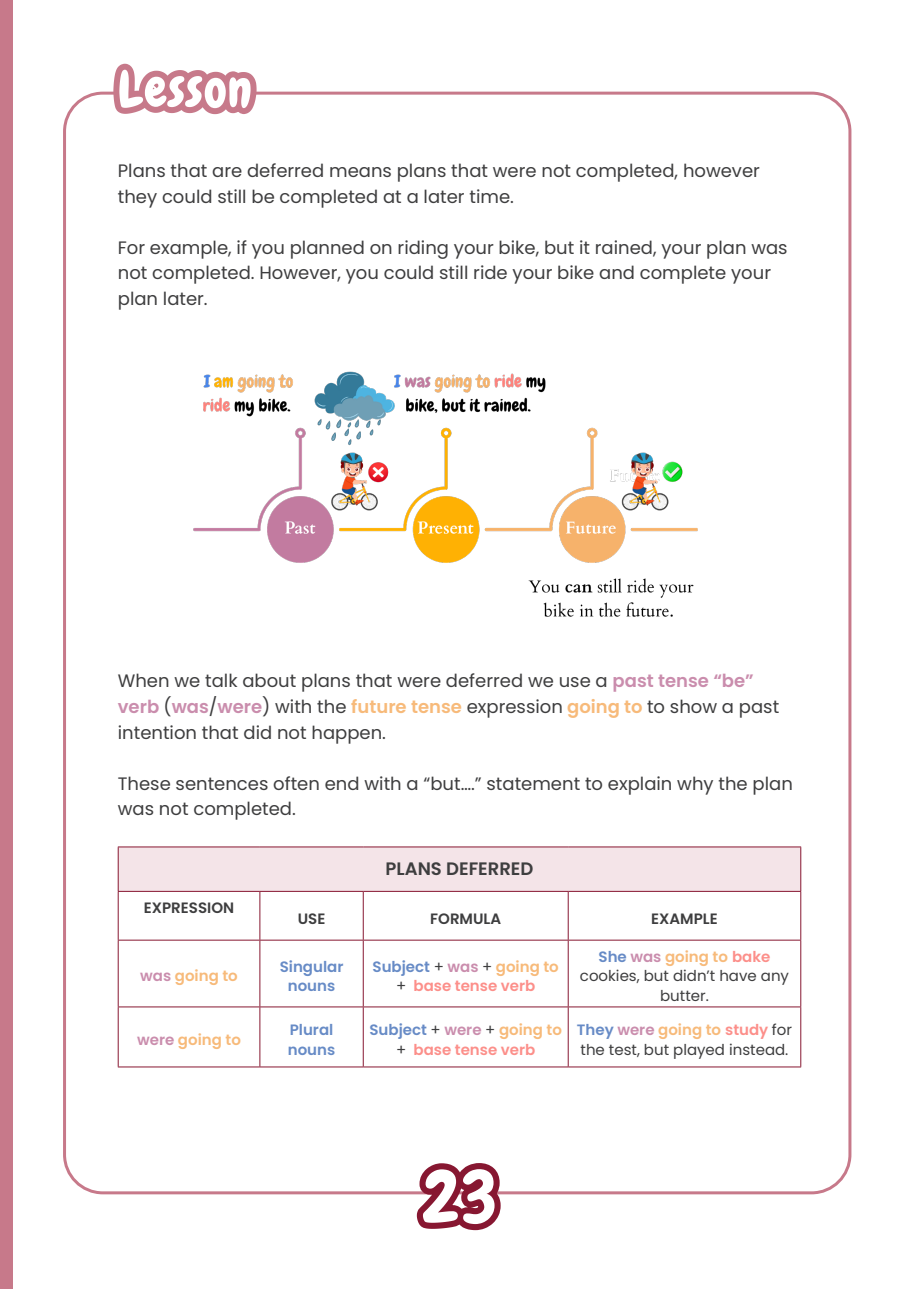 Lesson
Plans that are deferred means plans that were not completed, however
they could still be completed at a later time.
For example, if you planned on riding your bike, but it rained, your plan was
not completed. However, you could still ride your bike and complete your
plan later.
I am going to
ride my bike.
I was going to ride my
bike, but it rained.
Past
Present
Future
You can still ride your
bike in the future.
When we talk about plans that were deferred we use a past tense “be”
verb (was/were) with the future tense expression going to to show a past
intention that did not happen.
These sentences often end with a “but....” statement to explain why the plan
was not completed.
PLANS DEFERRED
EXPRESSION
USE
FORMULA
EXAMPLE
was going to
Singular
nouns
Subject + was + going to
+ base tense verb
She was going to bake
cookies, but didn’t have any
butter.
were going to
Plural
nouns
Subject + were + going to
+ base tense verb
They were going to study for
the test, but played instead.
23